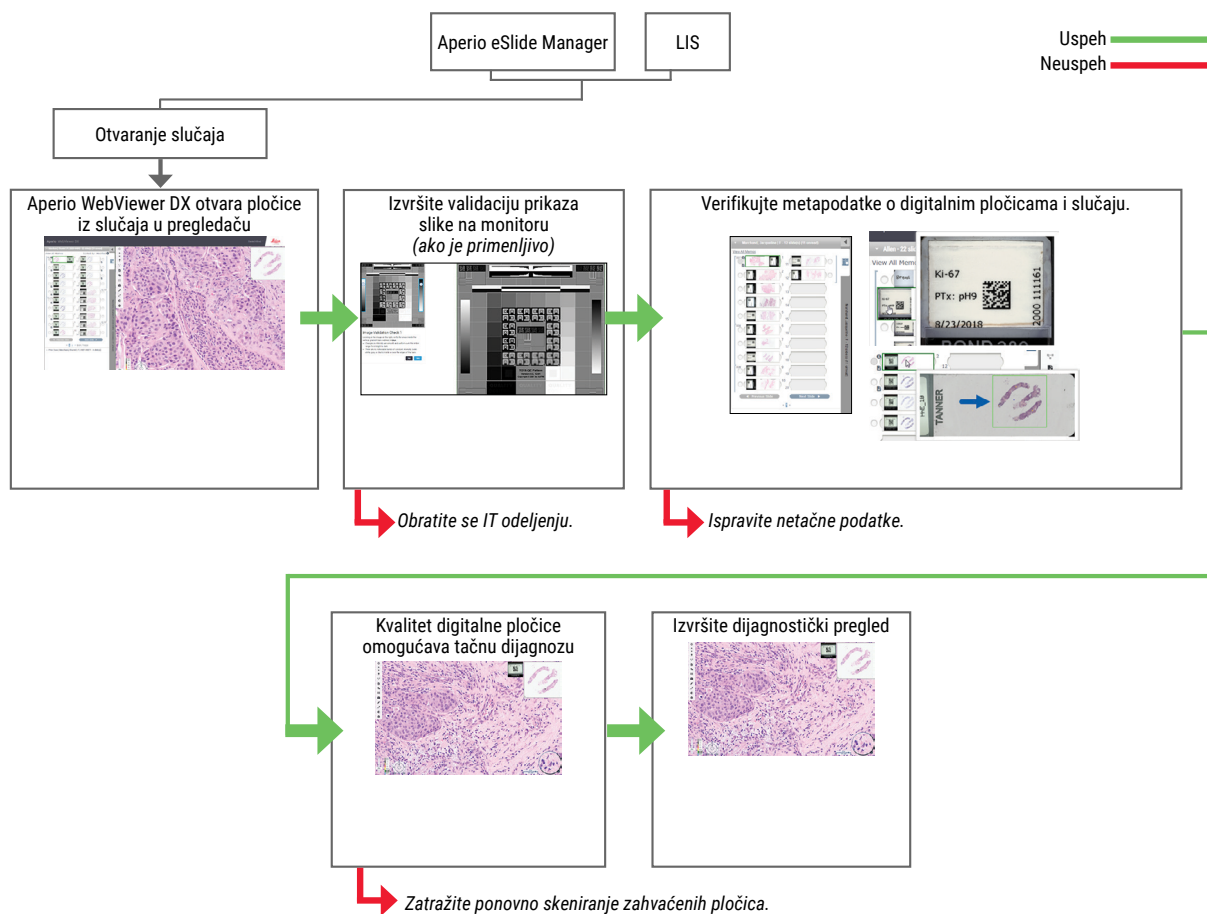 Aperio eSlide Manager
LIS
Uspeh
Neuspeh
Otvaranje slučaja
Aperio WebViewer DX otvara pločice
iz slučaja u pregledaču
Izvršite validaciju prikaza
slike na monitoru
(ako je primenljivo)
Verifikujte metapodatke o digitalnim pločicama i slučaju.
View All Memo
Ki-67
PTx: pH9
8/23/2018
2000 111161
TANNER
Obratite se IT odeljenju.
Ispravite netačne podatke.
Kvalitet digitalne pločice
omogućava tačnu dijagnozu
Izvršite dijagnostički pregled
Zatražite ponovno skeniranje zahvaćenih pločica.